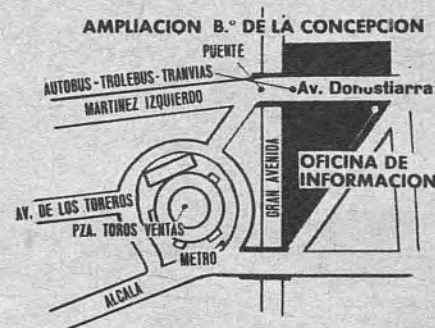 AMPLIACION B.º DE LA CONCEPCION
PUENTE
AUTOBUS-TROLEBUS-TRANVIAS
Av. Donostiarra
MARTINEZ IZQUIERDO
OFICINA DE
INFORMACION
GRAN AVENIDA
AV. DE LOS TOREROS
PZA. TOROS VENTAS
METRO
ALCALA